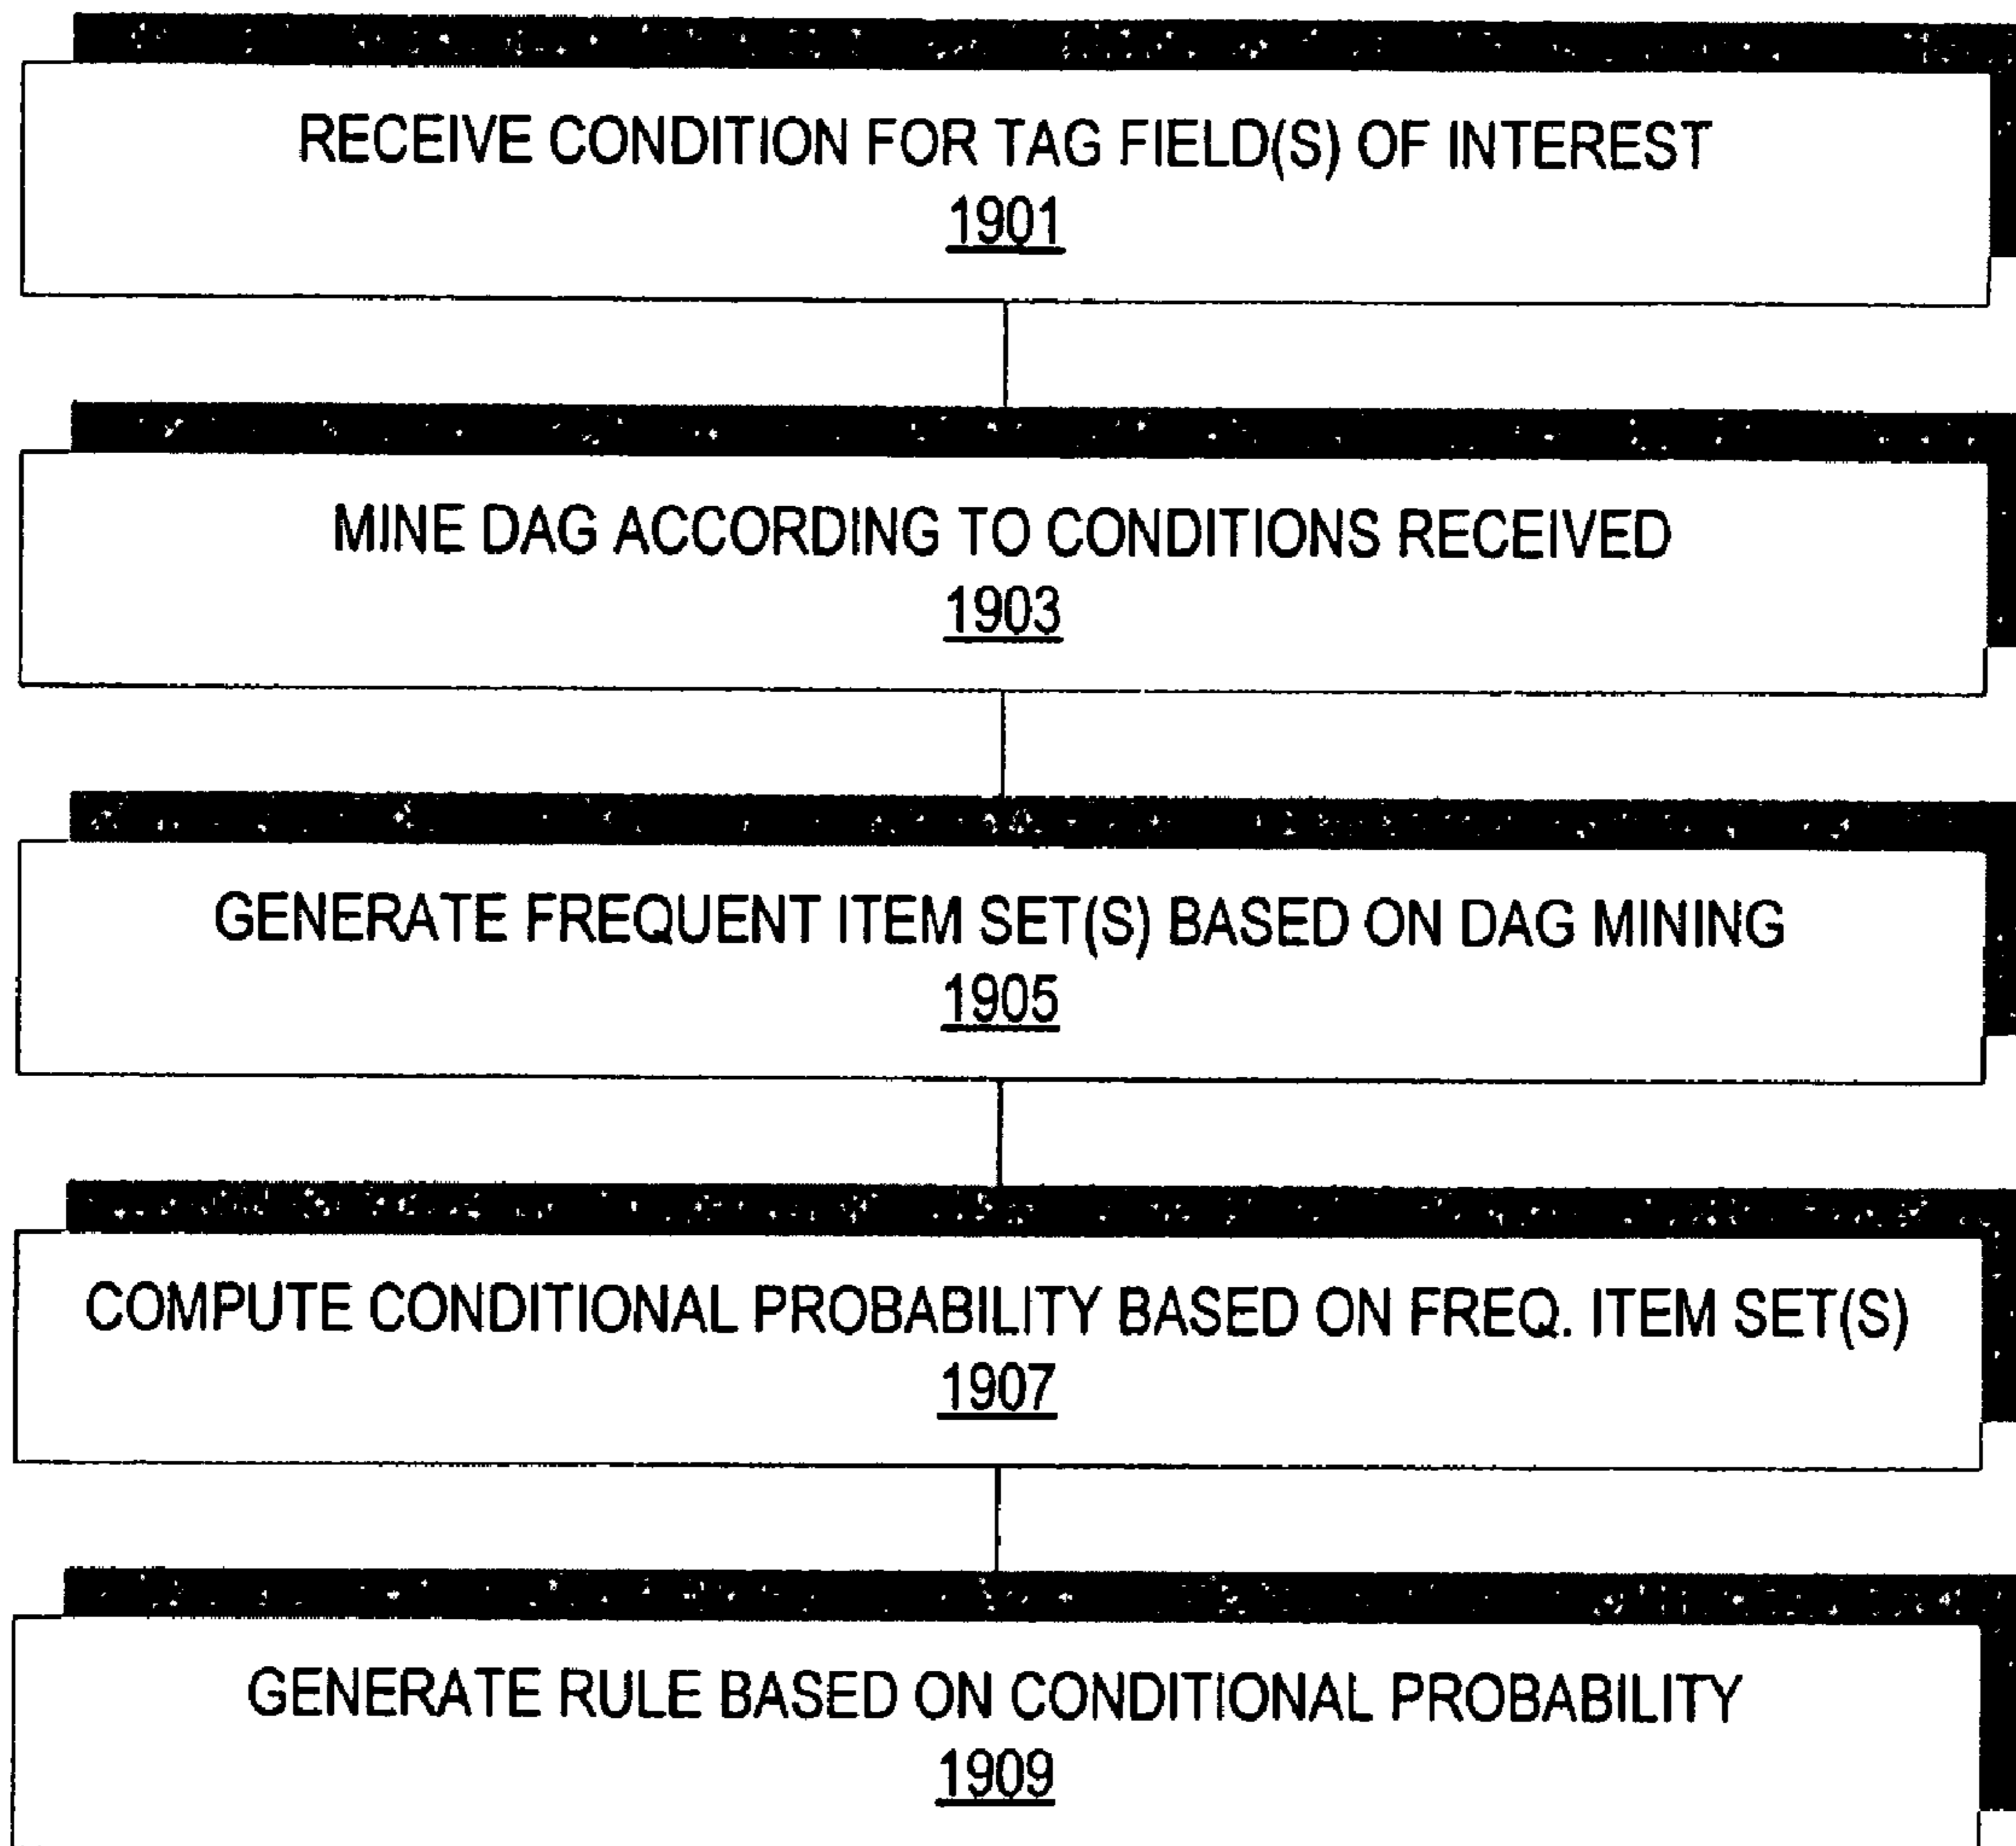 RECEIVE CONDITION FOR TAG FIELD(S) OF INTEREST
1901
MINE DAG ACCORDING TO CONDITIONS RECEIVED
1903
GENERATE FREQUENT ITEM SET(S) BASED ON DAG MINING
1905
COMPUTE CONDITIONAL PROBABILITY BASED ON FREQ. ITEM SET(S)
1907
GENERATE RULE BASED ON CONDITIONAL PROBABILITY
1909